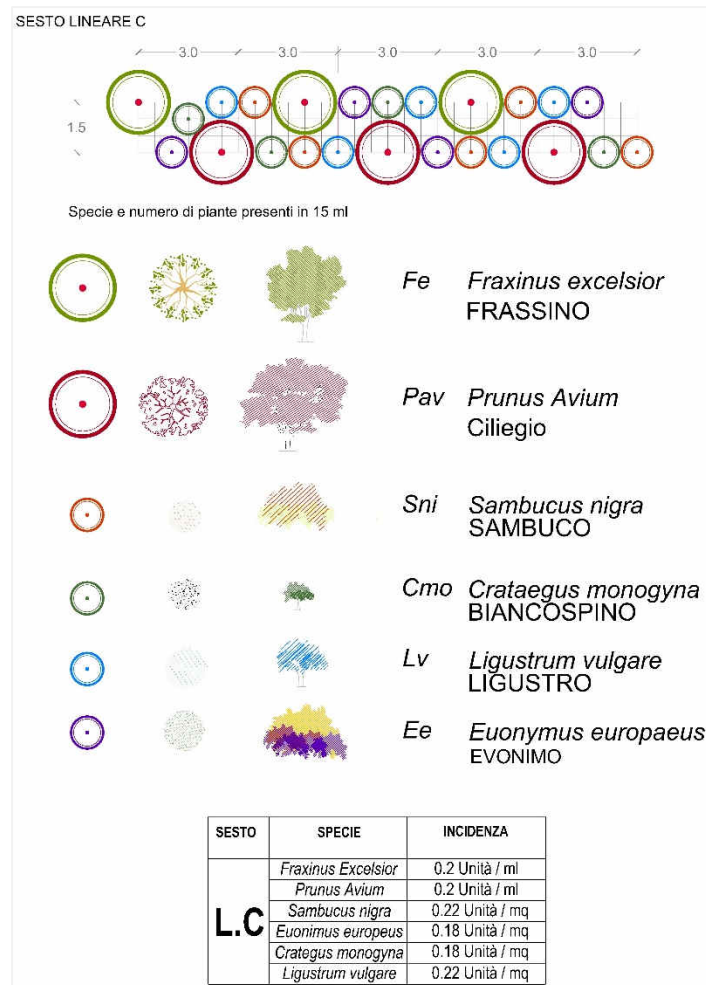 SESTO LINEARE C
3.0 3.0 3.0 3.0 3.0
1.5
Specie e numero di piante presenti in 15 ml
Fe Fraxinus excelsior
FRASSINO
Pav Prunus Avium
Ciliegio
Sni Sambucus nigra
SAMBUCO
Cmo Crataegus monogyna
BIANCOSPINO
Lv Ligustrum vulgare
LIGUSTRO
Ee Euonymus europaeus
EVONIMO
SESTO SPECIE INCIDENZA
L.C
Fraxinus Excelsior 0.2 Unità / ml
Prunus Avium 0.2 Unità / ml
Sambucus nigra 0.22 Unità / mq
Euonimus europeus 0.18 Unità / mq
Crategus monogyna 0.18 Unità / mq
Ligustrum vulgare 0.22 Unità / mq